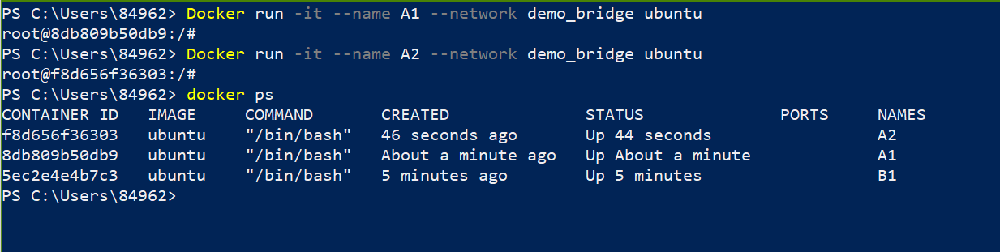 PS C:\Users\84962> Docker run -it --name A1 --network demo_bridge ubuntu
root@8db809b50db9:/#
PS C:\Users\84962> Docker run -it --name A2 --network demo_bridge ubuntu
root@f8d656f36303:/#
PS C:\Users\84962> docker ps
CONTAINER ID   IMAGE     COMMAND       CREATED              STATUS              PORTS     NAMES
f8d656f36303   ubuntu    "/bin/bash"   46 seconds ago       Up 44 seconds                 A2
8db809b50db9   ubuntu    "/bin/bash"   About a minute ago   Up About a minute             A1
5ec2e4e4b7c3   ubuntu    "/bin/bash"   5 minutes ago        Up 5 minutes                  B1
PS C:\Users\84962>